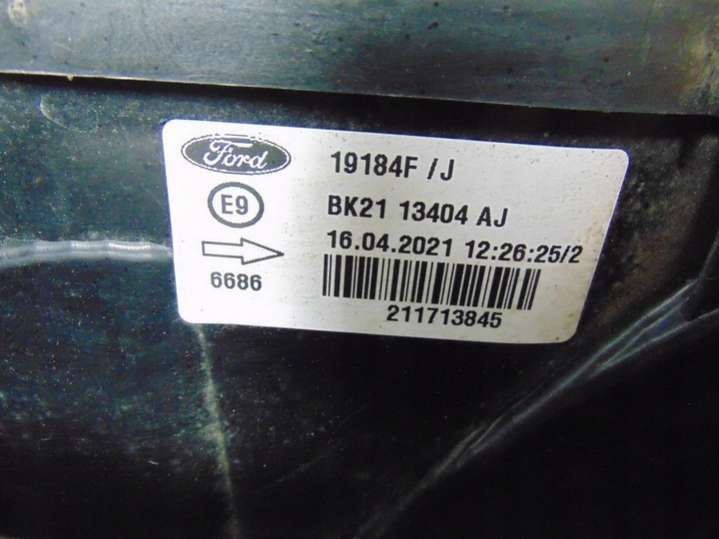 Ford
19184F /J
E9
BK21 13404 AJ
16.04.2021 12:26:25/2
6686
211713845